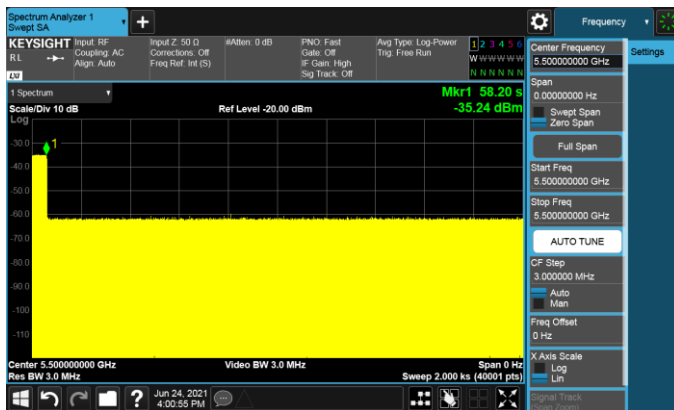 Spectrum Analyzer 1
Swept SA
Frequency
KEYSIGHT
RL
LXI
Input: RF
Coupling: AC
Align: Auto
Input Z: 50 Ω
Corrections: Off
Freq Ref: Int (S)
#Atten: 0 dB
PNO: Fast
Gate: Off
IF Gain: High
Sig Track: Off
Avg Type: Log-Power
Trig: Free Run
1 2 3 4 5 6
W W W W W W
N N N N N N
1 Spectrum
Scale/Div 10 dB
Log
Ref Level -20.00 dBm
Mkr1 58.20 s
-35.24 dBm
1
-30.0
-40.0
-50.0
-60.0
-70.0
-80.0
-90.0
-100
-110
Center 5.500000000 GHz
Res BW 3.0 MHz
Video BW 3.0 MHz
Span 0 Hz
Sweep 2.000 ks (40001 pts)
Jun 24, 2021
4:00:55 PM
?
Center Frequency
5.500000000 GHz
Settings
Span
0.00000000 Hz
Swept Span
Zero Span
Full Span
Start Freq
5.500000000 GHz
Stop Freq
5.500000000 GHz
AUTO TUNE
CF Step
3.000000 MHz
Auto
Man
Freq Offset
0 Hz
X Axis Scale
Log
Lin
Signal Track
(Span Zoom)